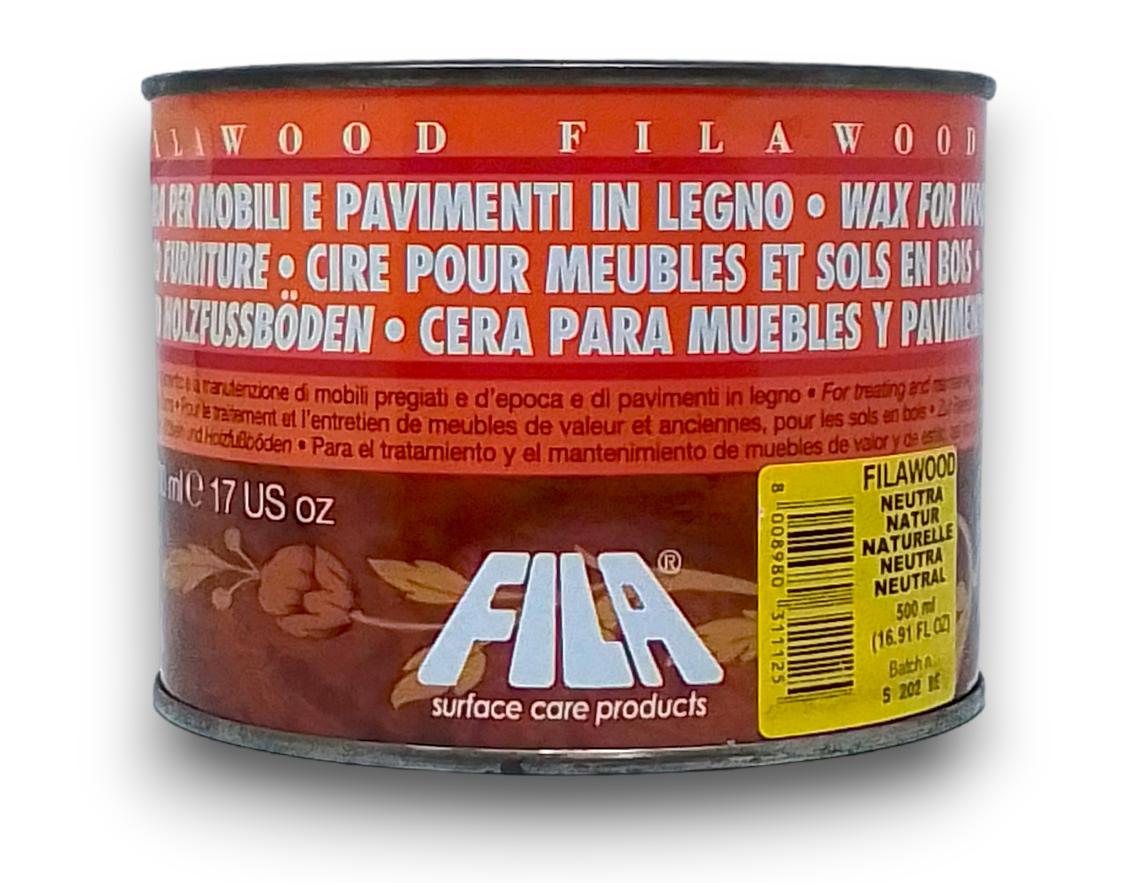 FILAWOOD
PER MOBILI E PAVIMENTI IN LEGNO • WAX FOR
FURNITURE • CIRE POUR MEUBLES ET SOLS EN BOIS •
HOLZFUSSBÖDEN • CERA PARA MUEBLES Y
e la manutenzione di mobili pregiati e d'epoca e di pavimenti in legno • For treating and
• Pour le traitement et l'entretien de meubles de valeur et anciennes, pour les sols en bois •
und Holzfußböden • Para el tratamiento y el mantenimiento de muebles de valor y de
ml e 17 US oz
FILA®
surface care products
8 008980 311125
FILAWOOD
NEUTRA
NATUR
NATURELLE
NEUTRA
NEUTRAL
500 ml
(16.91 FL OZ)
Batch n.
5 202 BE